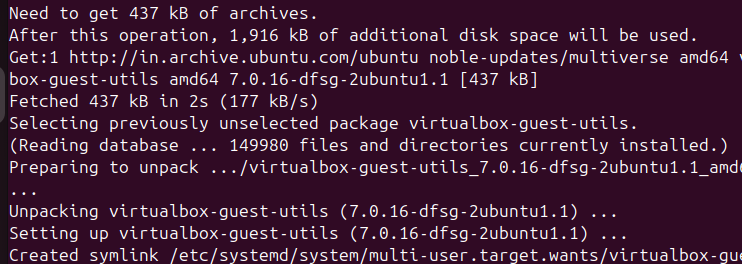 Need to get 437 kB of archives.
After this operation, 1,916 kB of additional disk space will be used.
Get:1 http://in.archive.ubuntu.com/ubuntu noble-updates/multiverse amd64
box-guest-utils amd64 7.0.16-dfsg-2ubuntu1.1 [437 kB]
Fetched 437 kB in 2s (177 kB/s)
Selecting previously unselected package virtualbox-guest-utils.
(Reading database ... 149980 files and directories currently installed.)
Preparing to unpack .../virtualbox-guest-utils_7.0.16-dfsg-2ubuntu1.1_amd6
...
Unpacking virtualbox-guest-utils (7.0.16-dfsg-2ubuntu1.1) ...
Setting up virtualbox-guest-utils (7.0.16-dfsg-2ubuntu1.1) ...
Created symlink /etc/systemd/system/multi-user.target.wants/virtualbox-gue